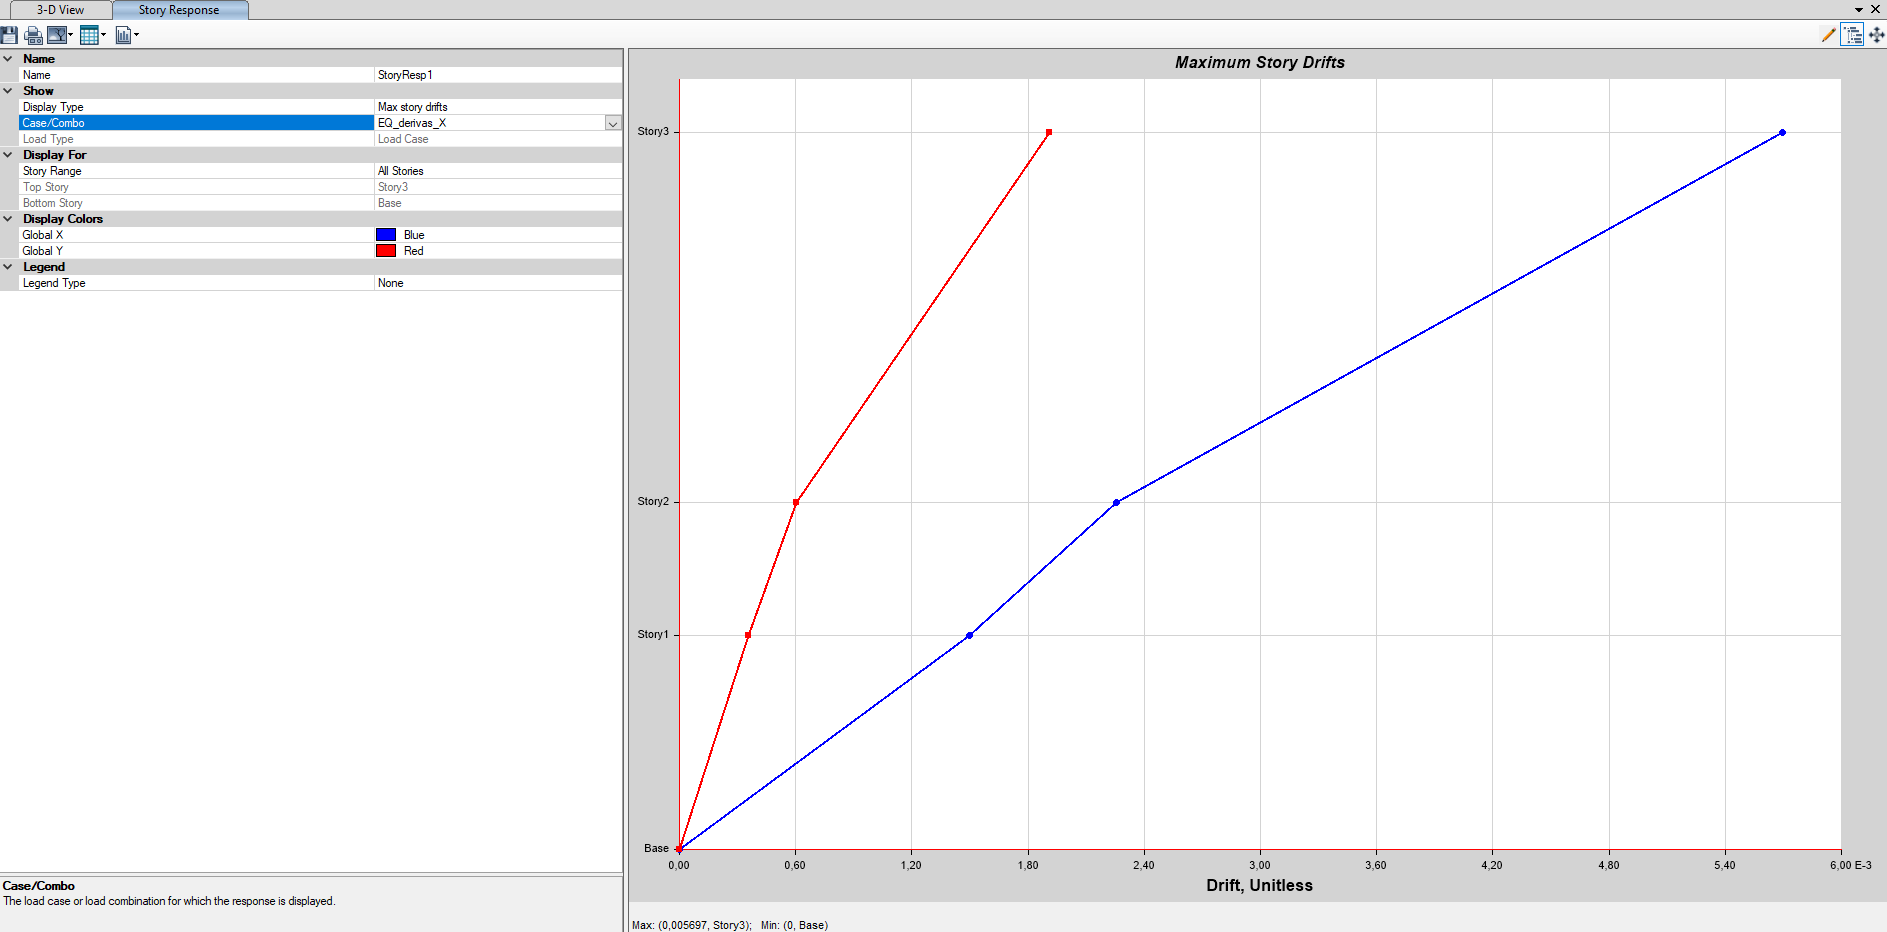 3-D View Story Response
Name
Name StoryResp1
Show
Display Type Max story drifts
Case/Combo EQ_derivas_X
Load Type Load Case
Display For
Story Range All Stories
Top Story Story3
Bottom Story Base
Display Colors
Global X Blue
Global Y Red
Legend
Legend Type None
Case/Combo
The load case or load combination for which the response is displayed.
Maximum Story Drifts
Story3
Story2
Story1
Base
0,00 0,60 1,20 1,80 2,40 3,00 3,60 4,20 4,80 5,40 6,00 E-3
Drift, Unitless
Max: (0,005697, Story3); Min: (0, Base)